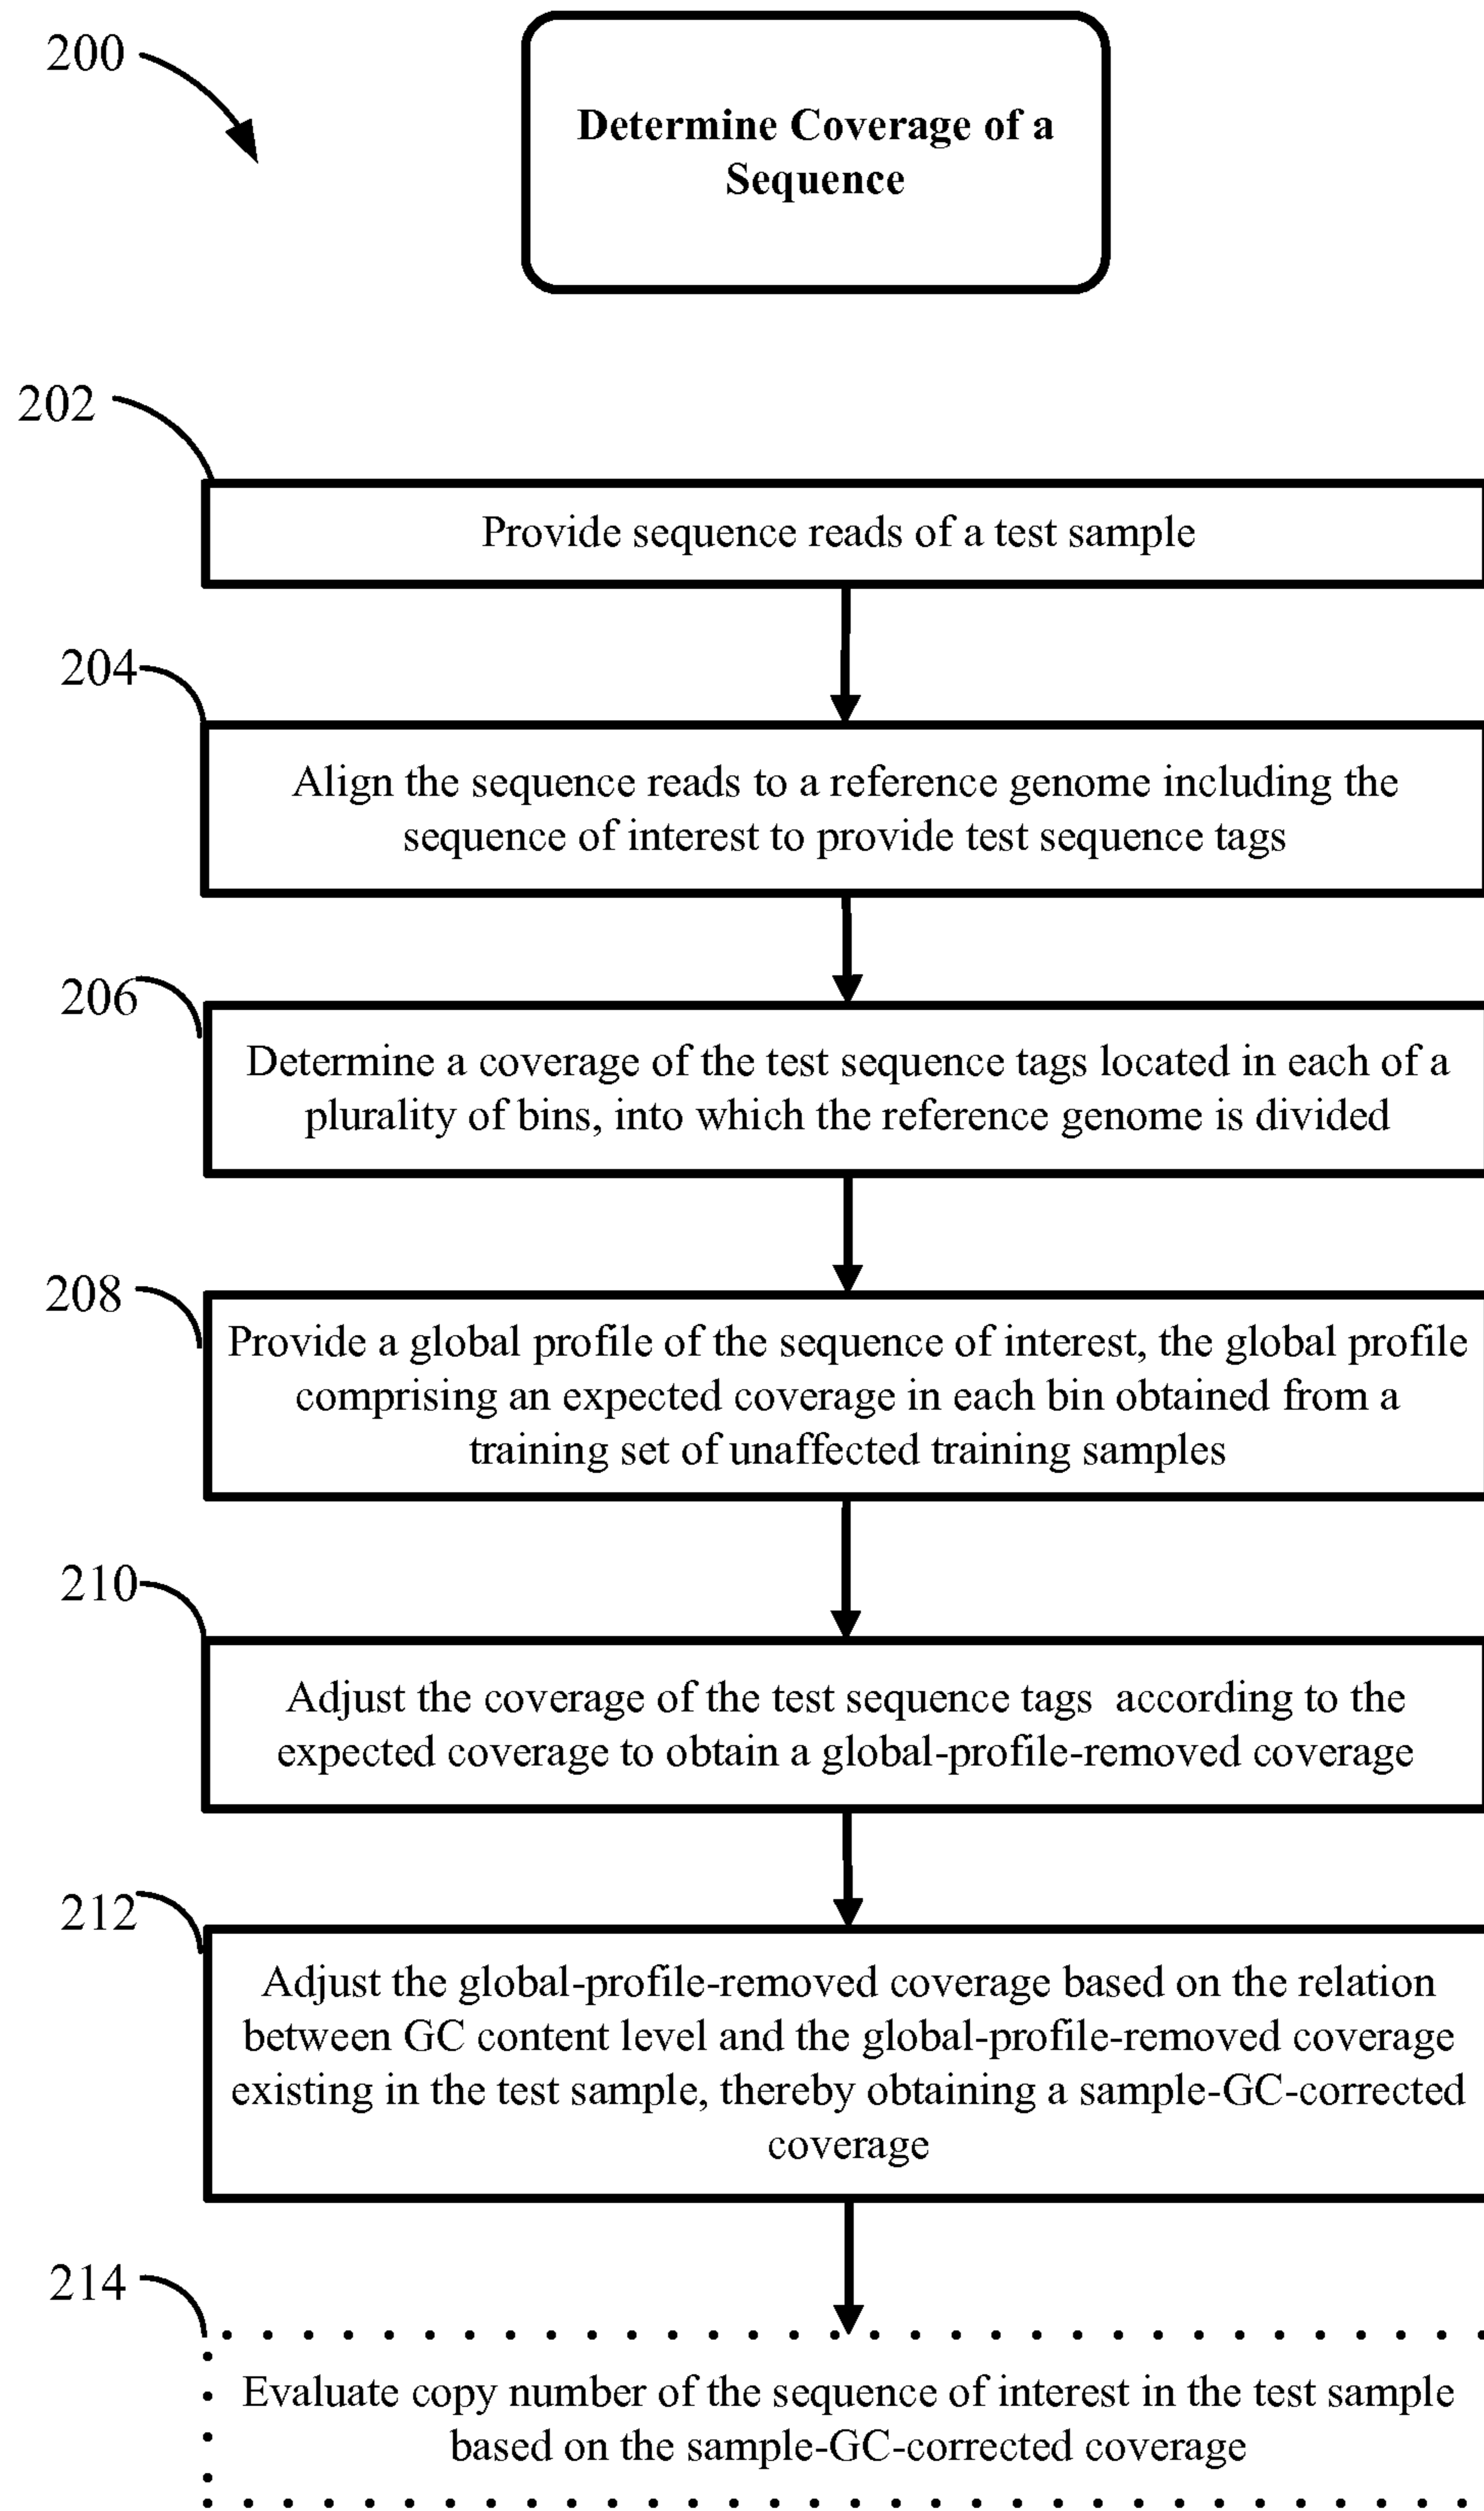 200
Determine Coverage of a
Sequence
202
Provide sequence reads of a test sample
204
Align the sequence reads to a reference genome including the
sequence of interest to provide test sequence tags
206
Determine a coverage of the test sequence tags located in each of a
plurality of bins, into which the reference genome is divided
208
Provide a global profile of the sequence of interest, the global profile
comprising an expected coverage in each bin obtained from a
training set of unaffected training samples
210
Adjust the coverage of the test sequence tags according to the
expected coverage to obtain a global-profile-removed coverage
212
Adjust the global-profile-removed coverage based on the relation
between GC content level and the global-profile-removed coverage
existing in the test sample, thereby obtaining a sample-GC-corrected
coverage
214
Evaluate copy number of the sequence of interest in the test sample
based on the sample-GC-corrected coverage